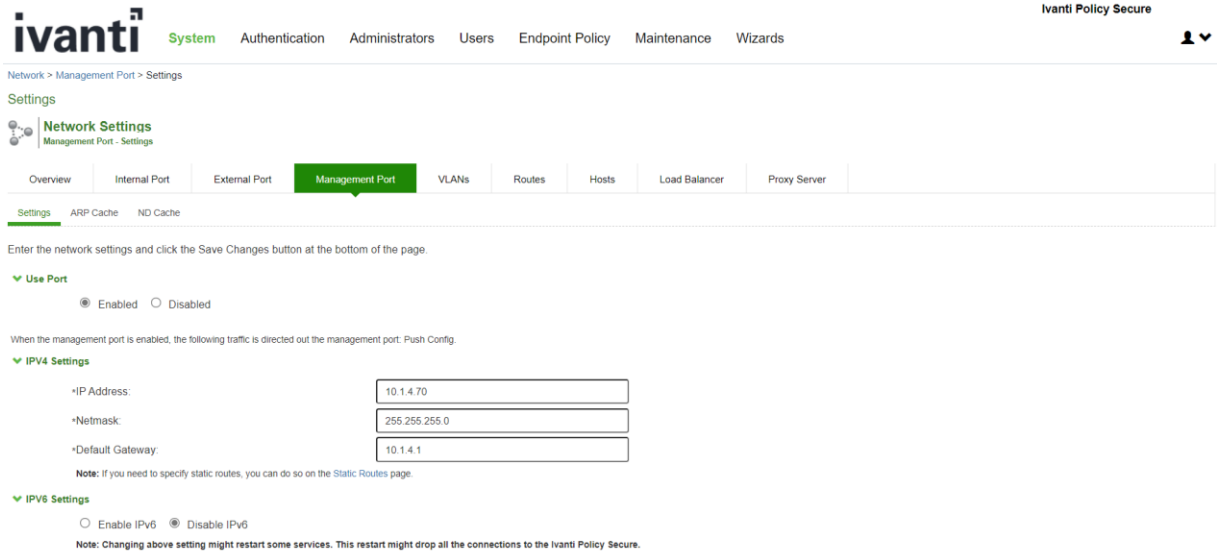 Ivanti Policy Secure
ivanti
System Authentication Administrators Users Endpoint Policy Maintenance Wizards
Network > Management Port > Settings
Settings
Network Settings
Management Port - Settings
Overview Internal Port External Port Management Port VLANs Routes Hosts Load Balancer Proxy Server
Settings ARP Cache ND Cache
Enter the network settings and click the Save Changes button at the bottom of the page.
Use Port
Enabled Disabled
When the management port is enabled, the following traffic is directed out the management port: Push Config.
IPV4 Settings
*IP Address: 10.1.4.70
*Netmask: 255.255.255.0
*Default Gateway: 10.1.4.1
Note: If you need to specify static routes, you can do so on the Static Routes page.
IPV6 Settings
Enable IPv6 Disable IPv6
Note: Changing above setting might restart some services. This restart might drop all the connections to the Ivanti Policy Secure.